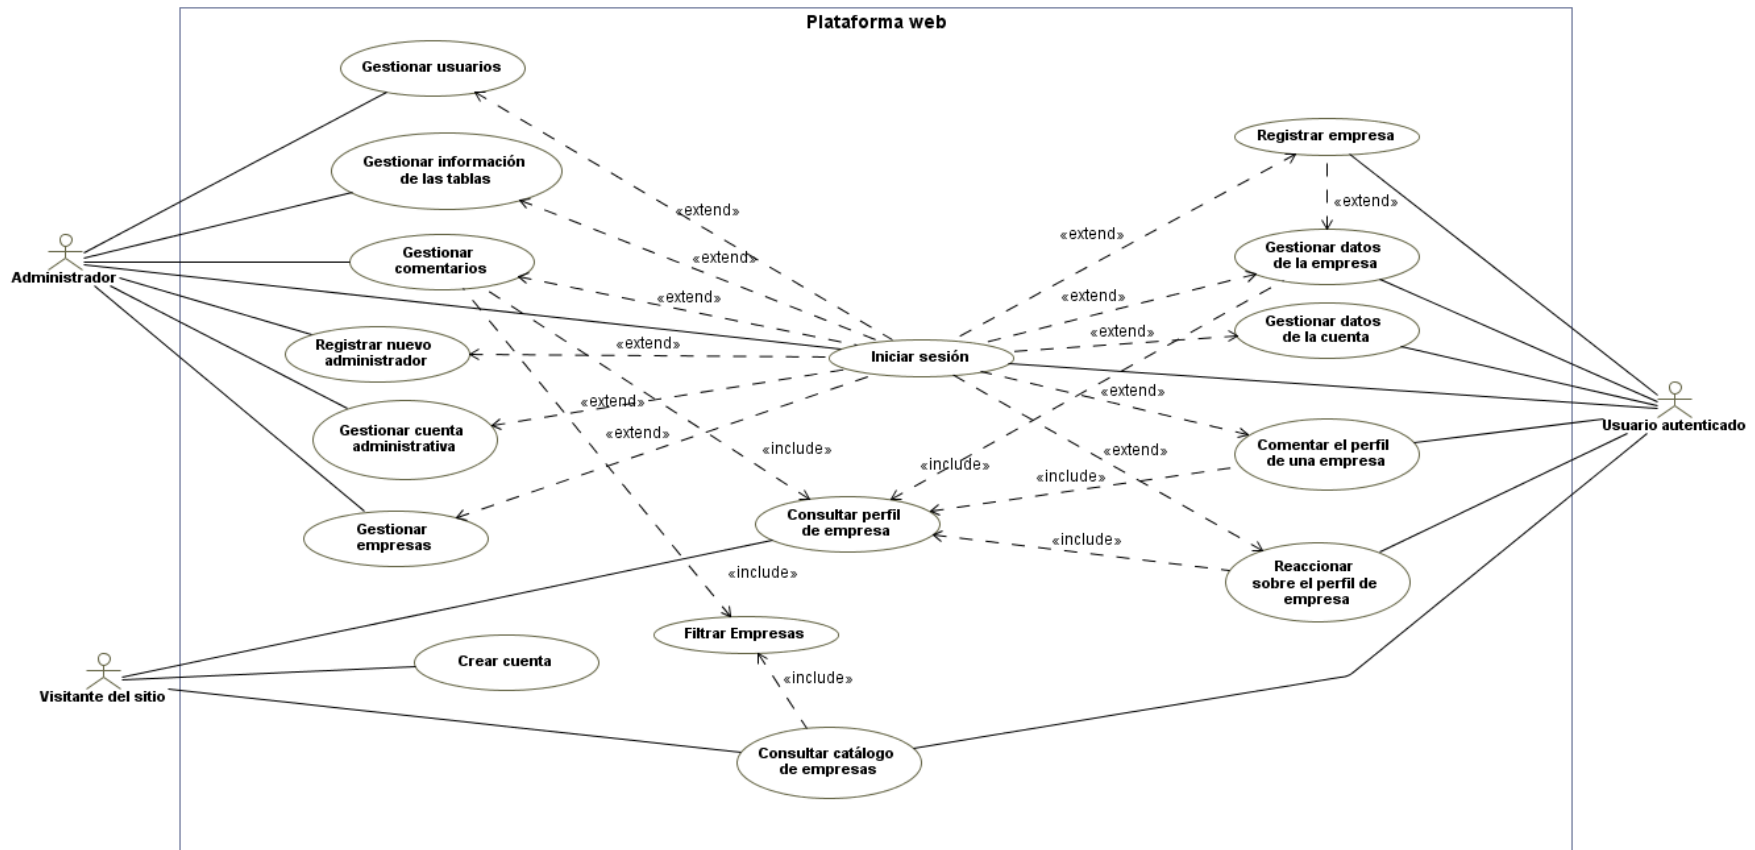 Plataforma web
Gestionar usuarios
Registrar empresa
Gestionar información
de las tablas
«extend»
«extend»
«extend»
Gestionar
comentarios
Gestionar datos
de la empresa
«extend»
Administrador
«extend»
«extend»
Gestionar datos
de la cuenta
«extend»
Registrar nuevo
administrador
«extend»
Iniciar sesión
«extend»
«extend»
Gestionar cuenta
administrativa
«extend»
Usuario autenticado
«include»
Comentar el perfil
de una empresa
«extend»
«include»
«include»
Consultar perfil
de empresa
Gestionar
empresas
«include»
Reaccionar
sobre el perfil de
empresa
«include»
Filtrar Empresas
Crear cuenta
«include»
Visitante del sitio
Consultar catálogo
de empresas